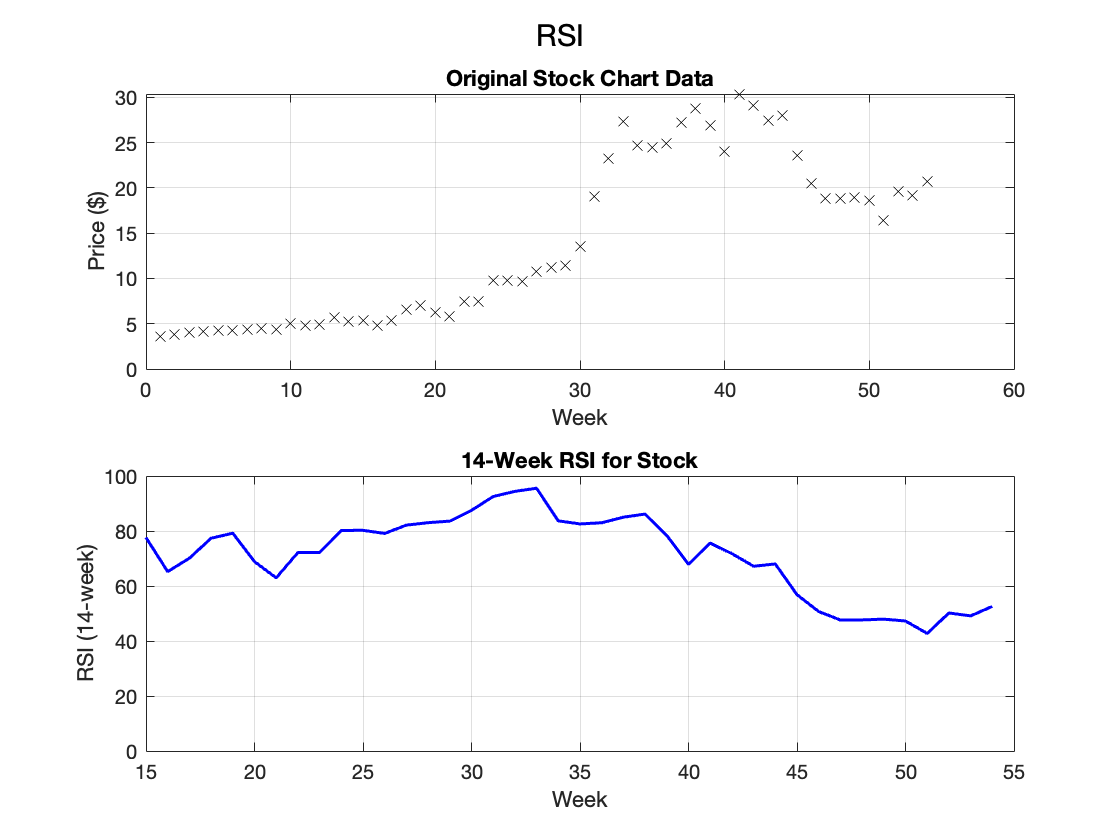 RSI
Original Stock Chart Data
30
25
20
15
10
5
0
Price ($)
0 10 20 30 40 50 60
Week
14-Week RSI for Stock
100
80
60
40
20
0
RSI (14-week)
15 20 25 30 35 40 45 50 55
Week